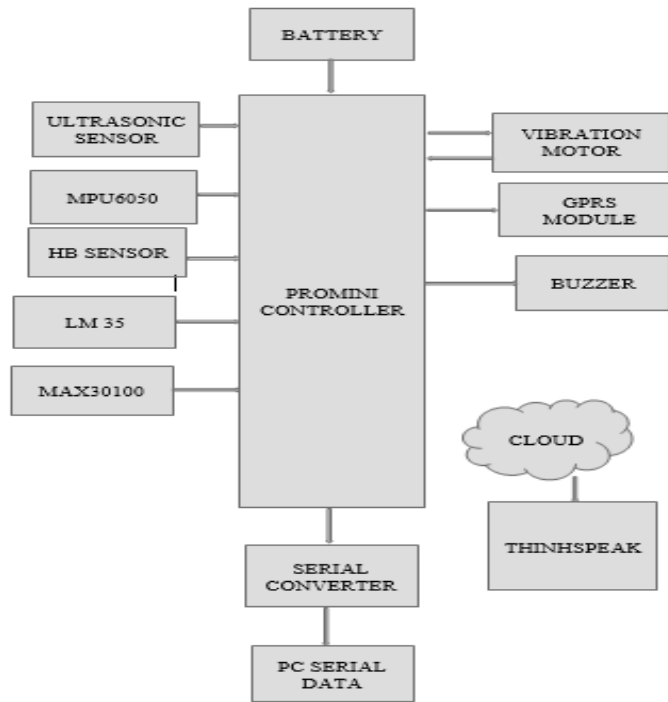 BATTERY
ULTRASONIC
SENSOR
MPU6050
HB SENSOR
LM 35
MAX30100
PROMINI
CONTROLLER
VIBRATION
MOTOR
GPRS
MODULE
BUZZER
CLOUD
THINHSPEAK
SERIAL
CONVERTER
PC SERIAL
DATA